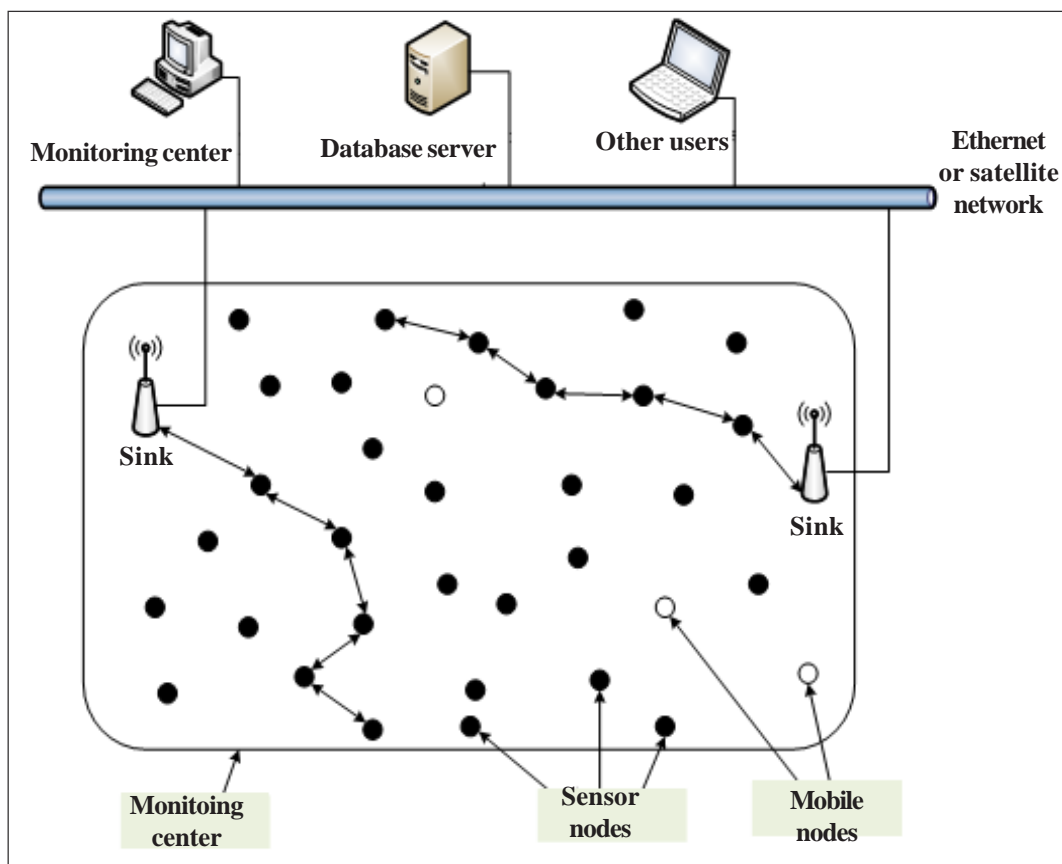 Monitoring center
Database server
Other users
Ethernet
or satellite
network
Sink
Sink
Monitoing
center
Sensor
nodes
Mobile
nodes